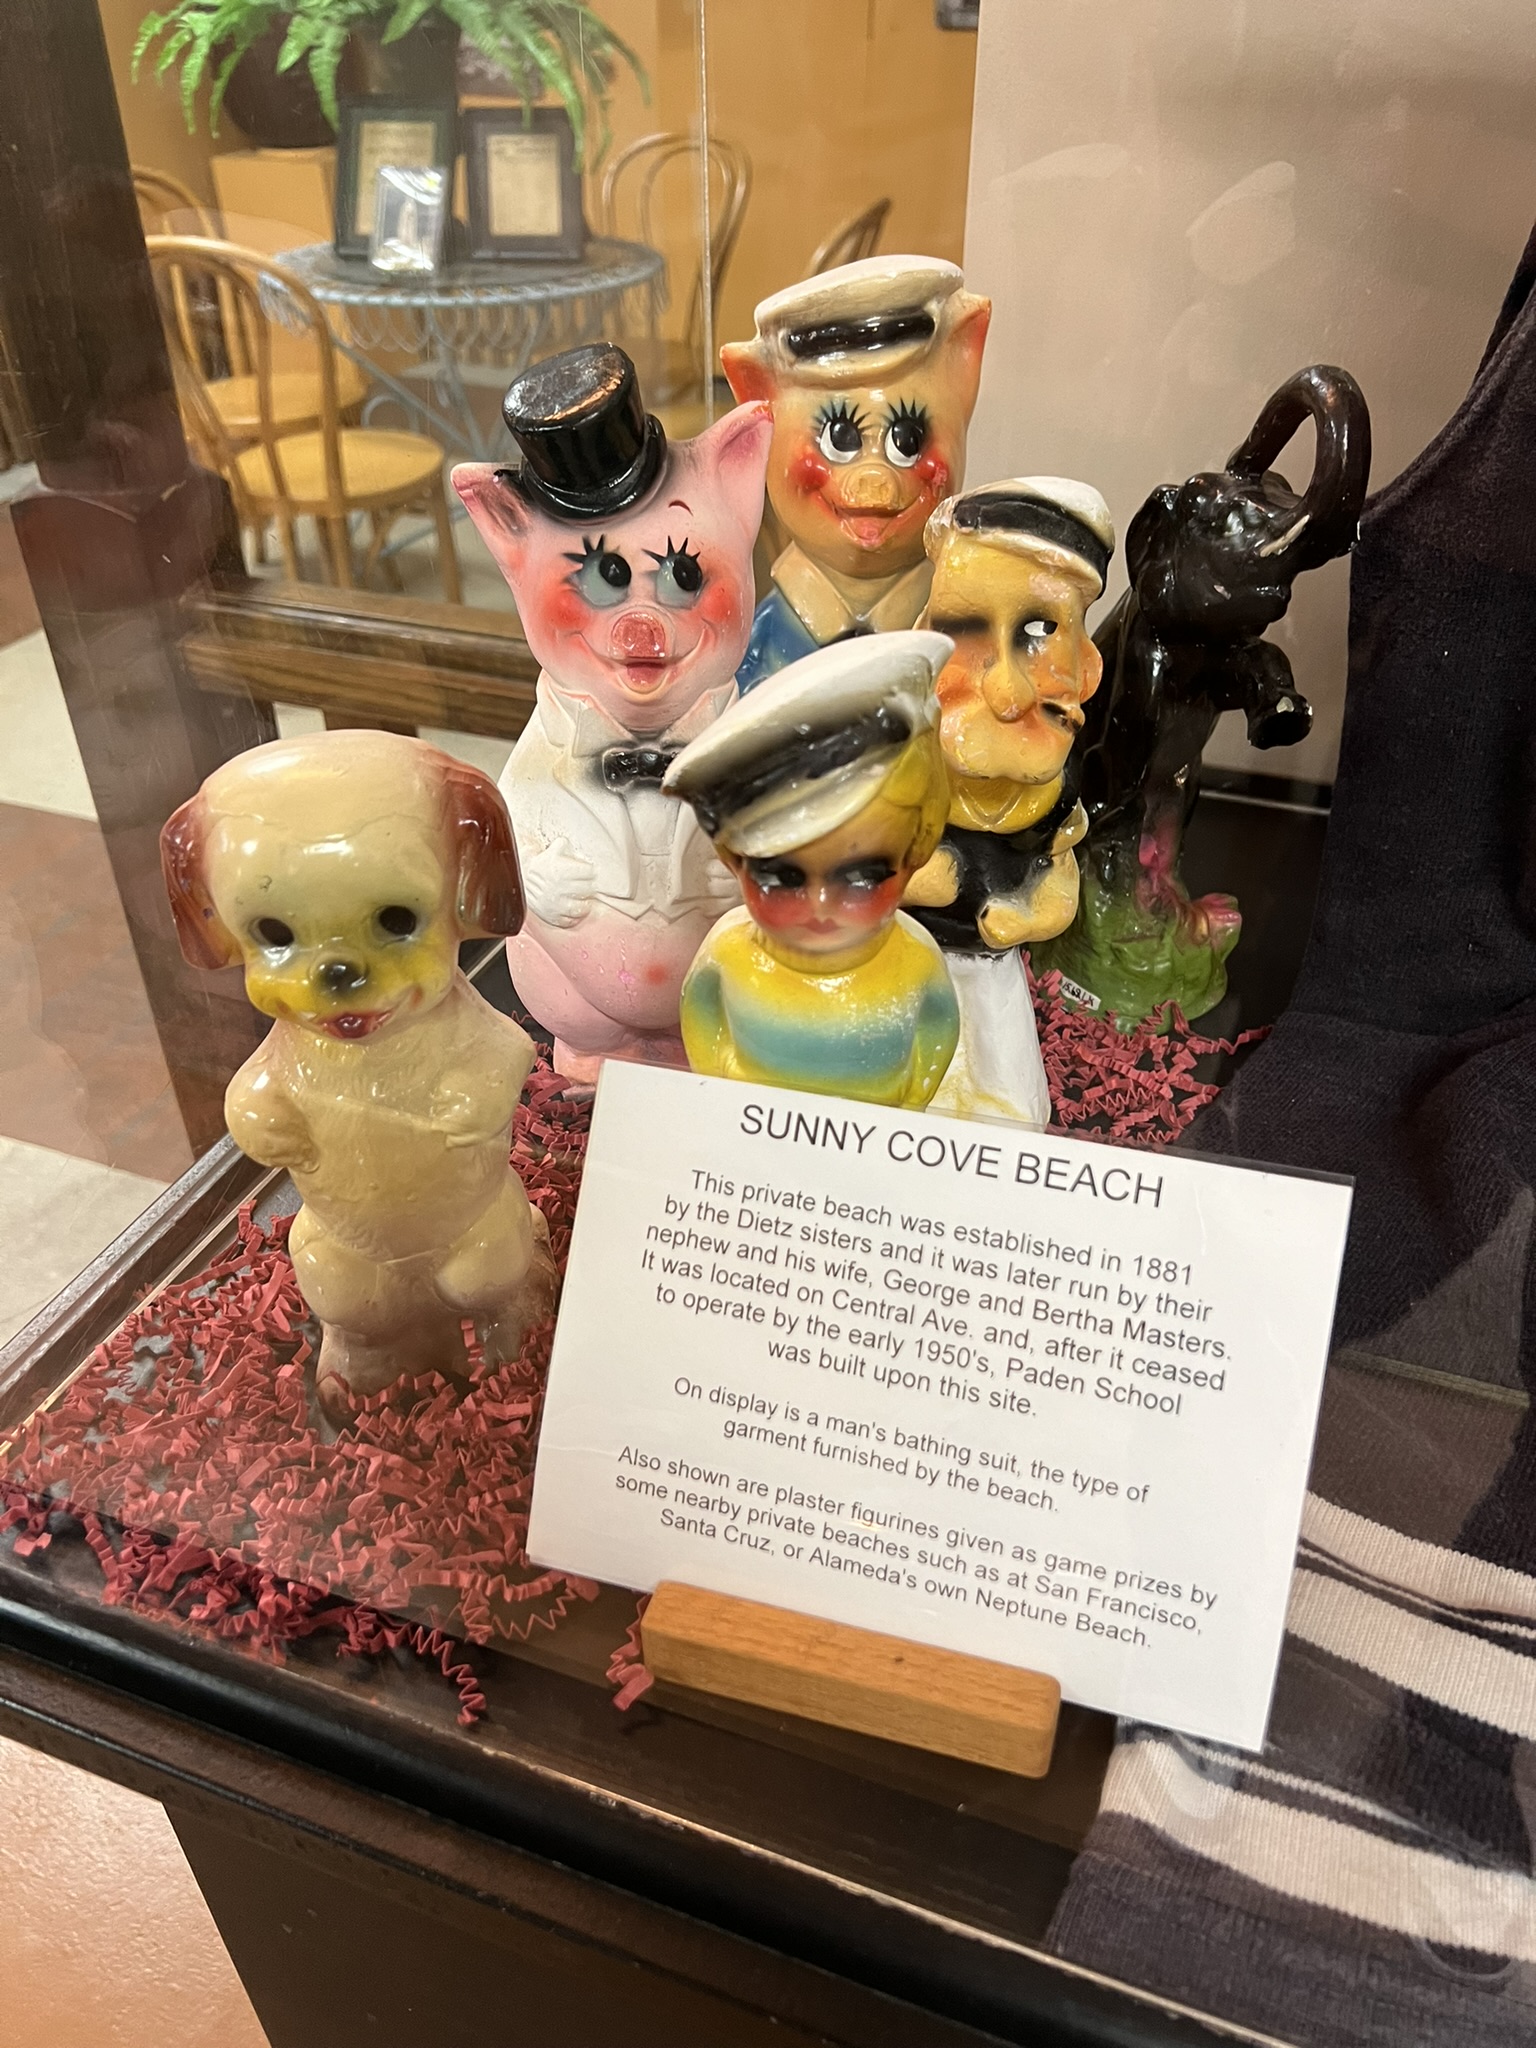 SUNNY COVE BEACH
This private beach was established in 1881
by the Dietz sisters and it was later run by their
nephew and his wife, George and Bertha Masters.
It was located on Central Ave. and, after it ceased
to operate by the early 1950's, Paden School
was built upon this site.
On display is a man's bathing suit, the type of
garment furnished by the beach.
Also shown are plaster figurines given as game prizes by
some nearby private beaches such as at San Francisco,
Santa Cruz, or Alameda's own Neptune Beach.